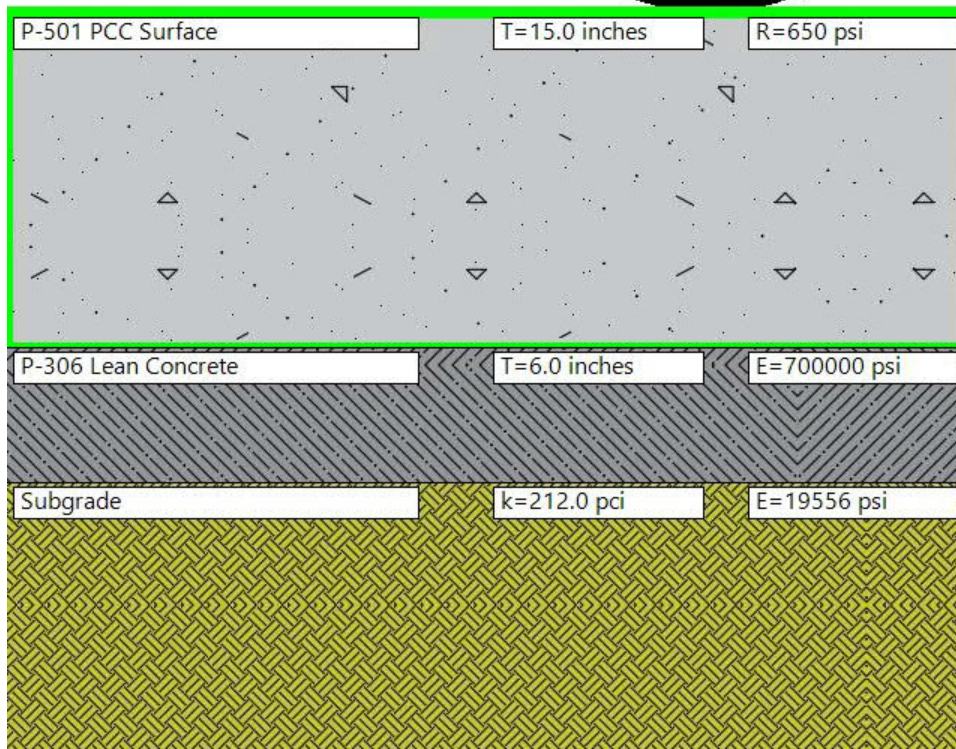 P-501 PCC Surface T=15.0 inches R=650 psi
P-306 Lean Concrete T=6.0 inches E=700000 psi
Subgrade k=212.0 pci E=19556 psi